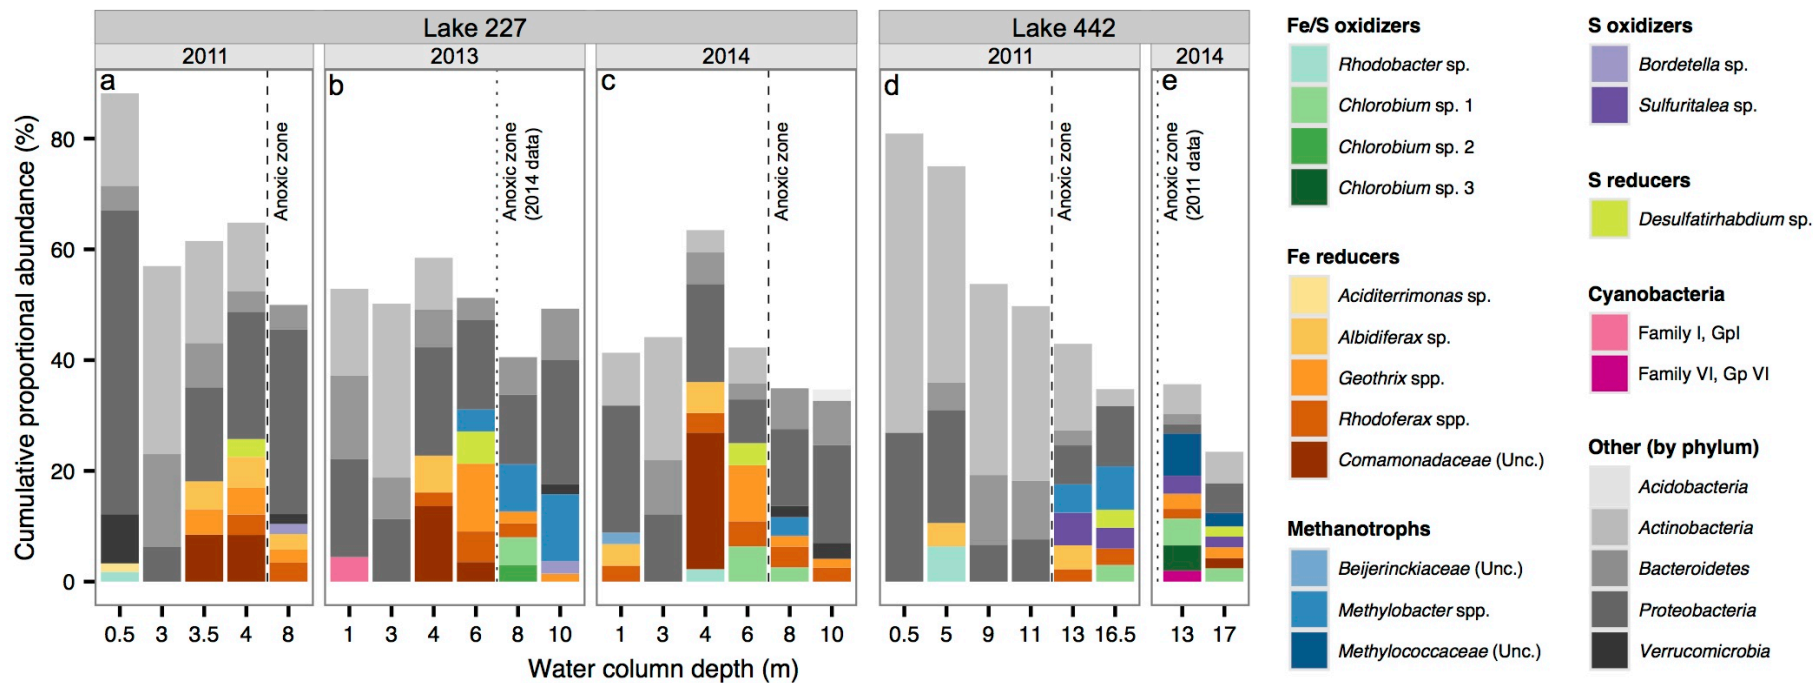 Lake 227
Lake 442
2011
2013
2014
2011
2014
a
b
c
d
e
Cumulative proportional abundance (%)
80
60
40
20
0
Anoxic zone
Anoxic zone
(2014 data)
Anoxic zone
Anoxic zone
Anoxic zone
(2011 data)
0.5 3 3.5 4 8
1 3 4 6 8 10
1 3 4 6 8 10
0.5 5 9 11 13 16.5
13 17
Water column depth (m)
Fe/S oxidizers
Rhodobacter sp.
Chlorobium sp. 1
Chlorobium sp. 2
Chlorobium sp. 3
Fe reducers
Aciditerrimonas sp.
Albidiferax sp.
Geothrix spp.
Rhodoferax spp.
Comamonadaceae (Unc.)
Methanotrophs
Beijerinckiaceae (Unc.)
Methylobacter spp.
Methylococcaceae (Unc.)
S oxidizers
Bordetella sp.
Sulfuritalea sp.
S reducers
Desulfatirhabdium sp.
Cyanobacteria
Family I, GpI
Family VI, Gp VI
Other (by phylum)
Acidobacteria
Actinobacteria
Bacteroidetes
Proteobacteria
Verrucomicrobia